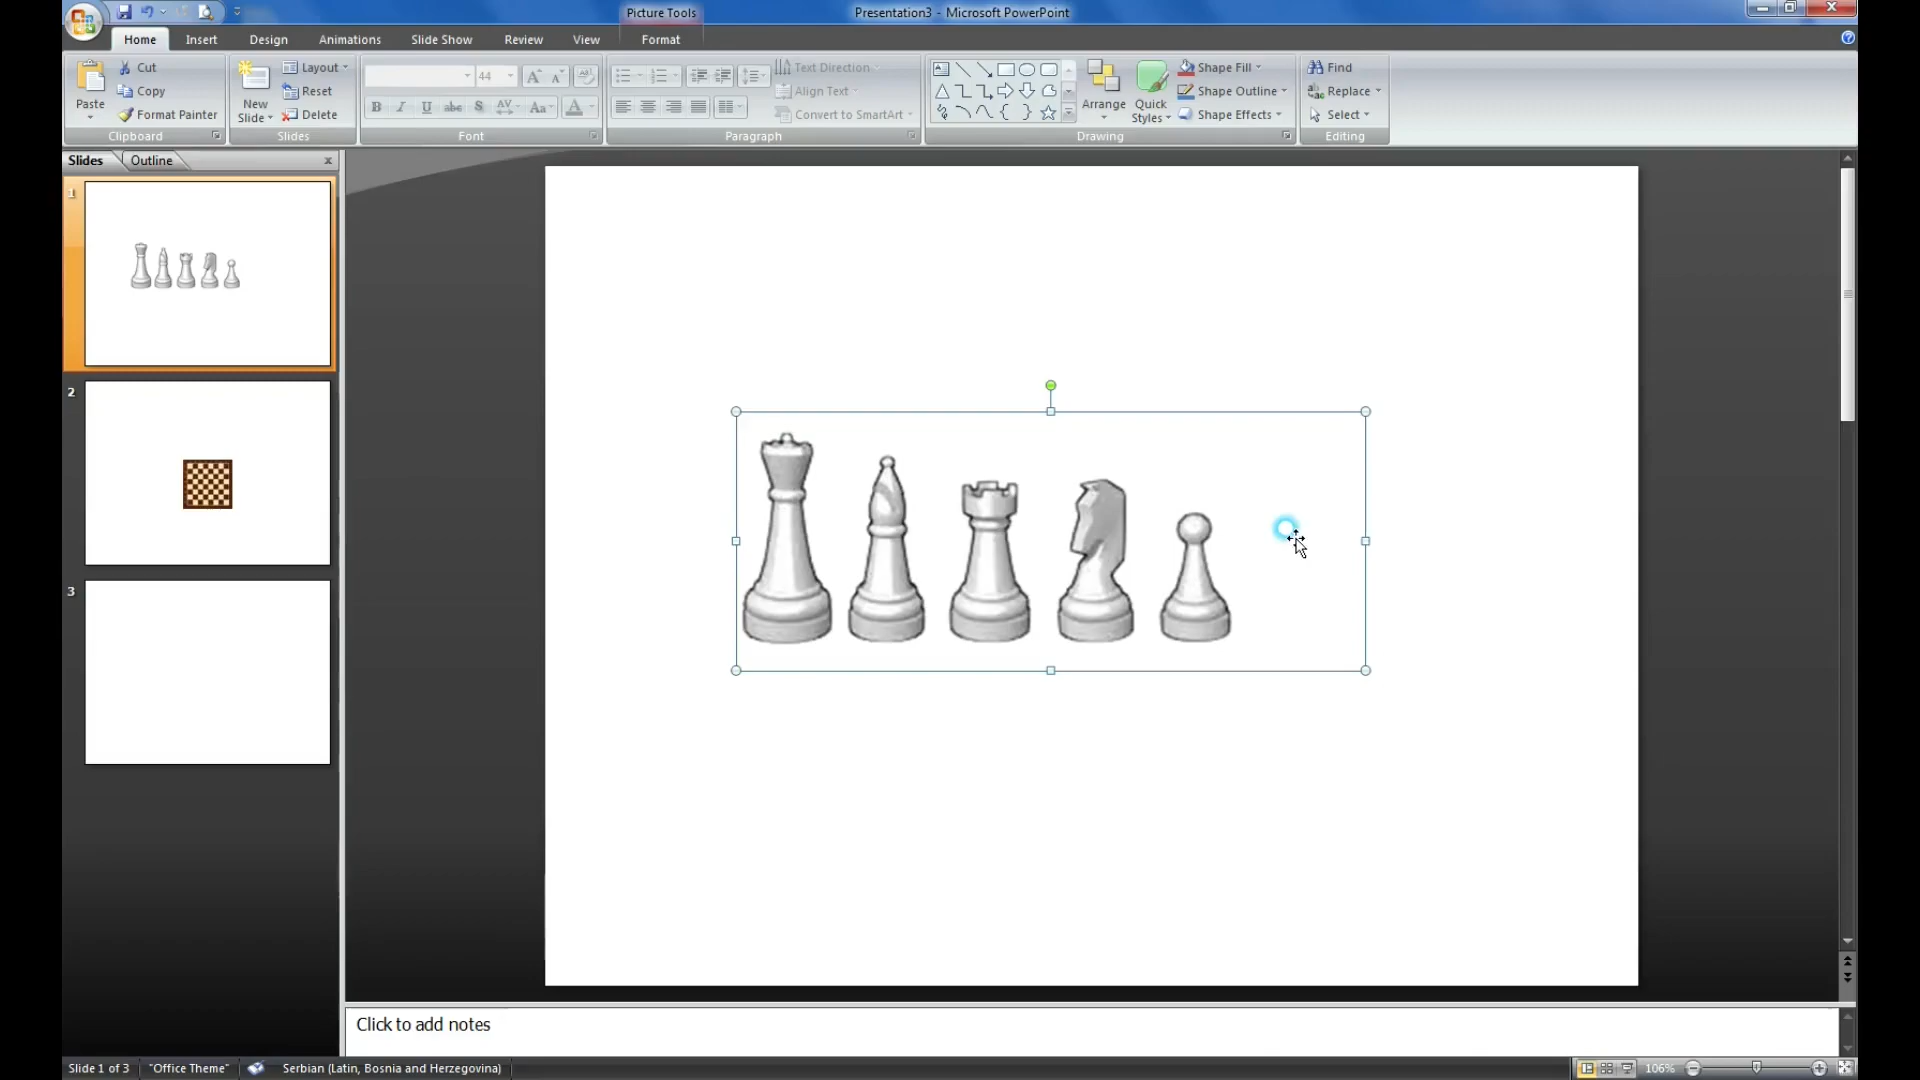 Picture Tools
Presentation3 - Microsoft PowerPoint
Home Insert Design Animations Slide Show Review View Format
Paste
Cut
Copy
Format Painter
Clipboard
New
Slide
Layout
Reset
Delete
Slides
44
B I U abc S AV Aa A
Font
Text Direction
Align Text
Convert to SmartArt
Paragraph
Arrange
Quick
Styles
Shape Fill
Shape Outline
Shape Effects
Drawing
Find
Replace
Select
Editing
Slides Outline x
1
2
3
Click to add notes
Slide 1 of 3 "Office Theme" Serbian (Latin, Bosnia and Herzegovina) 106%